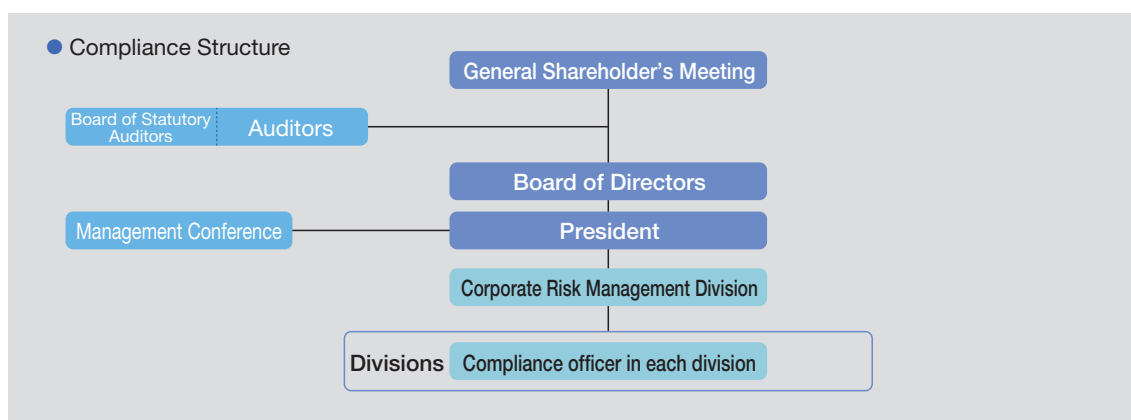 Compliance Structure
General Shareholder's Meeting
Board of Statutory
Auditors
Auditors
Board of Directors
Management Conference
President
Corporate Risk Management Division
Divisions
Compliance officer in each division